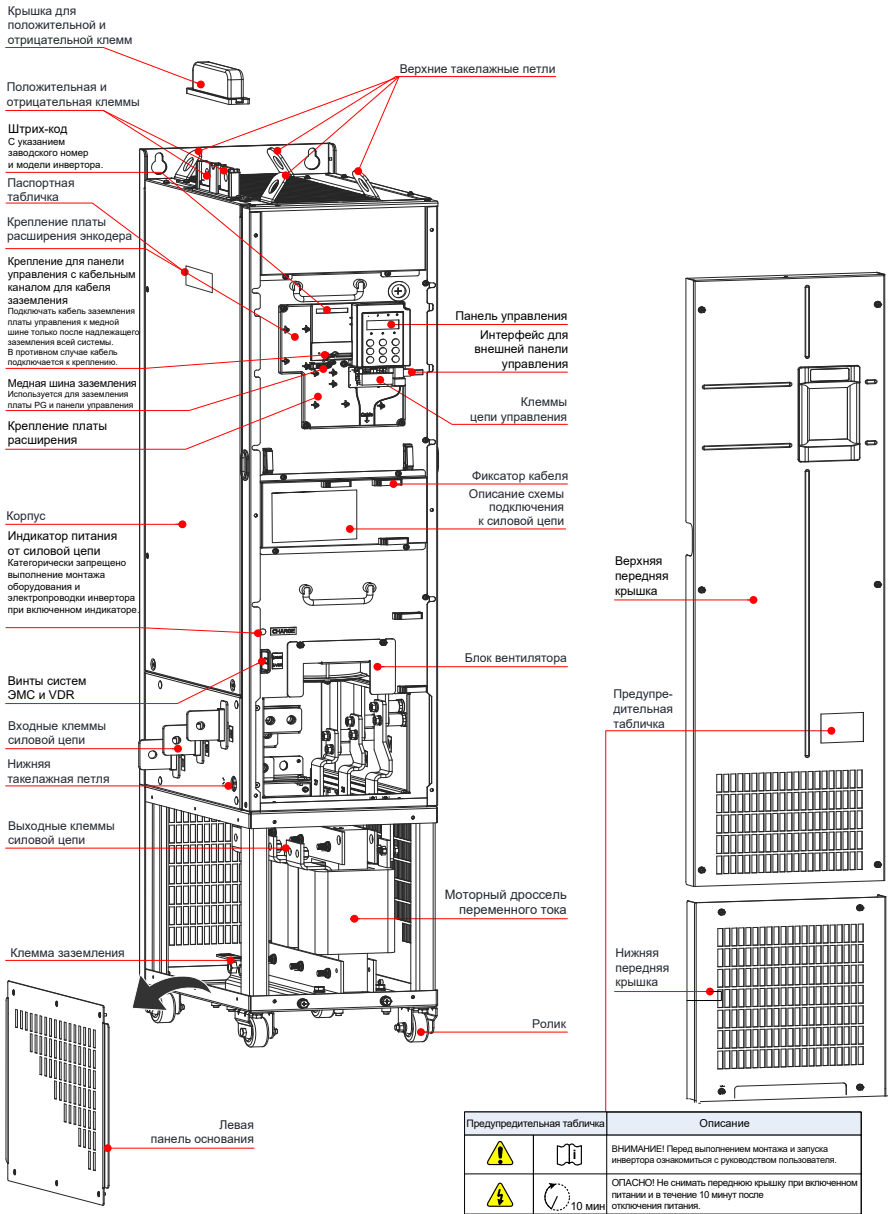 Крышка для
положительной и
отрицательной клемм
Верхние такелажные петли
Положительная и
отрицательная клеммы
Штрих-код
С указанием
заводского номер
и модели инвертора.
Паспортная
табличка
Крепление платы
расширения энкодера
Крепление для панели
управления с кабельным
каналом для кабеля
заземления
Подключать кабель заземления
платы управления к медной
шине только после надлежащего
заземления всей системы.
В противном случае кабель
подключается к креплению.
Медная шина заземления
Используется для заземления
платы PG и панели управления
Крепление платы
расширения
Корпус
Индикатор питания
от силовой цепи
Категорически запрещено
выполнение монтажа
оборудования и
электропроводки инвертора
при включенном индикаторе.
CHARGE
Винты систем
ЭМС и VDR
Входные клеммы
силовой цепи
Нижняя
такелажная петля
Выходные клеммы
силовой цепи
Клемма заземления
Левая
панель основания
Панель управления
Интерфейс для
внешней панели
управления
Клеммы
цепи управления
Фиксатор кабеля
Описание схемы
подключения
к силовой цепи
Блок вентилятора
Моторный дроссель
переменного тока
Ролик
Верхняя
передняя
крышка
Предупре-
дительная
табличка
Нижняя
передняя
крышка
Предупредительная табличка Описание
ВНИМАНИЕ! Перед выполнением монтажа и запуска
инвертора ознакомиться с руководством пользователя.
10 мин
ОПАСНО! Не снимать переднюю крышку при включенном
питании и в течение 10 минут после
отключения питания.